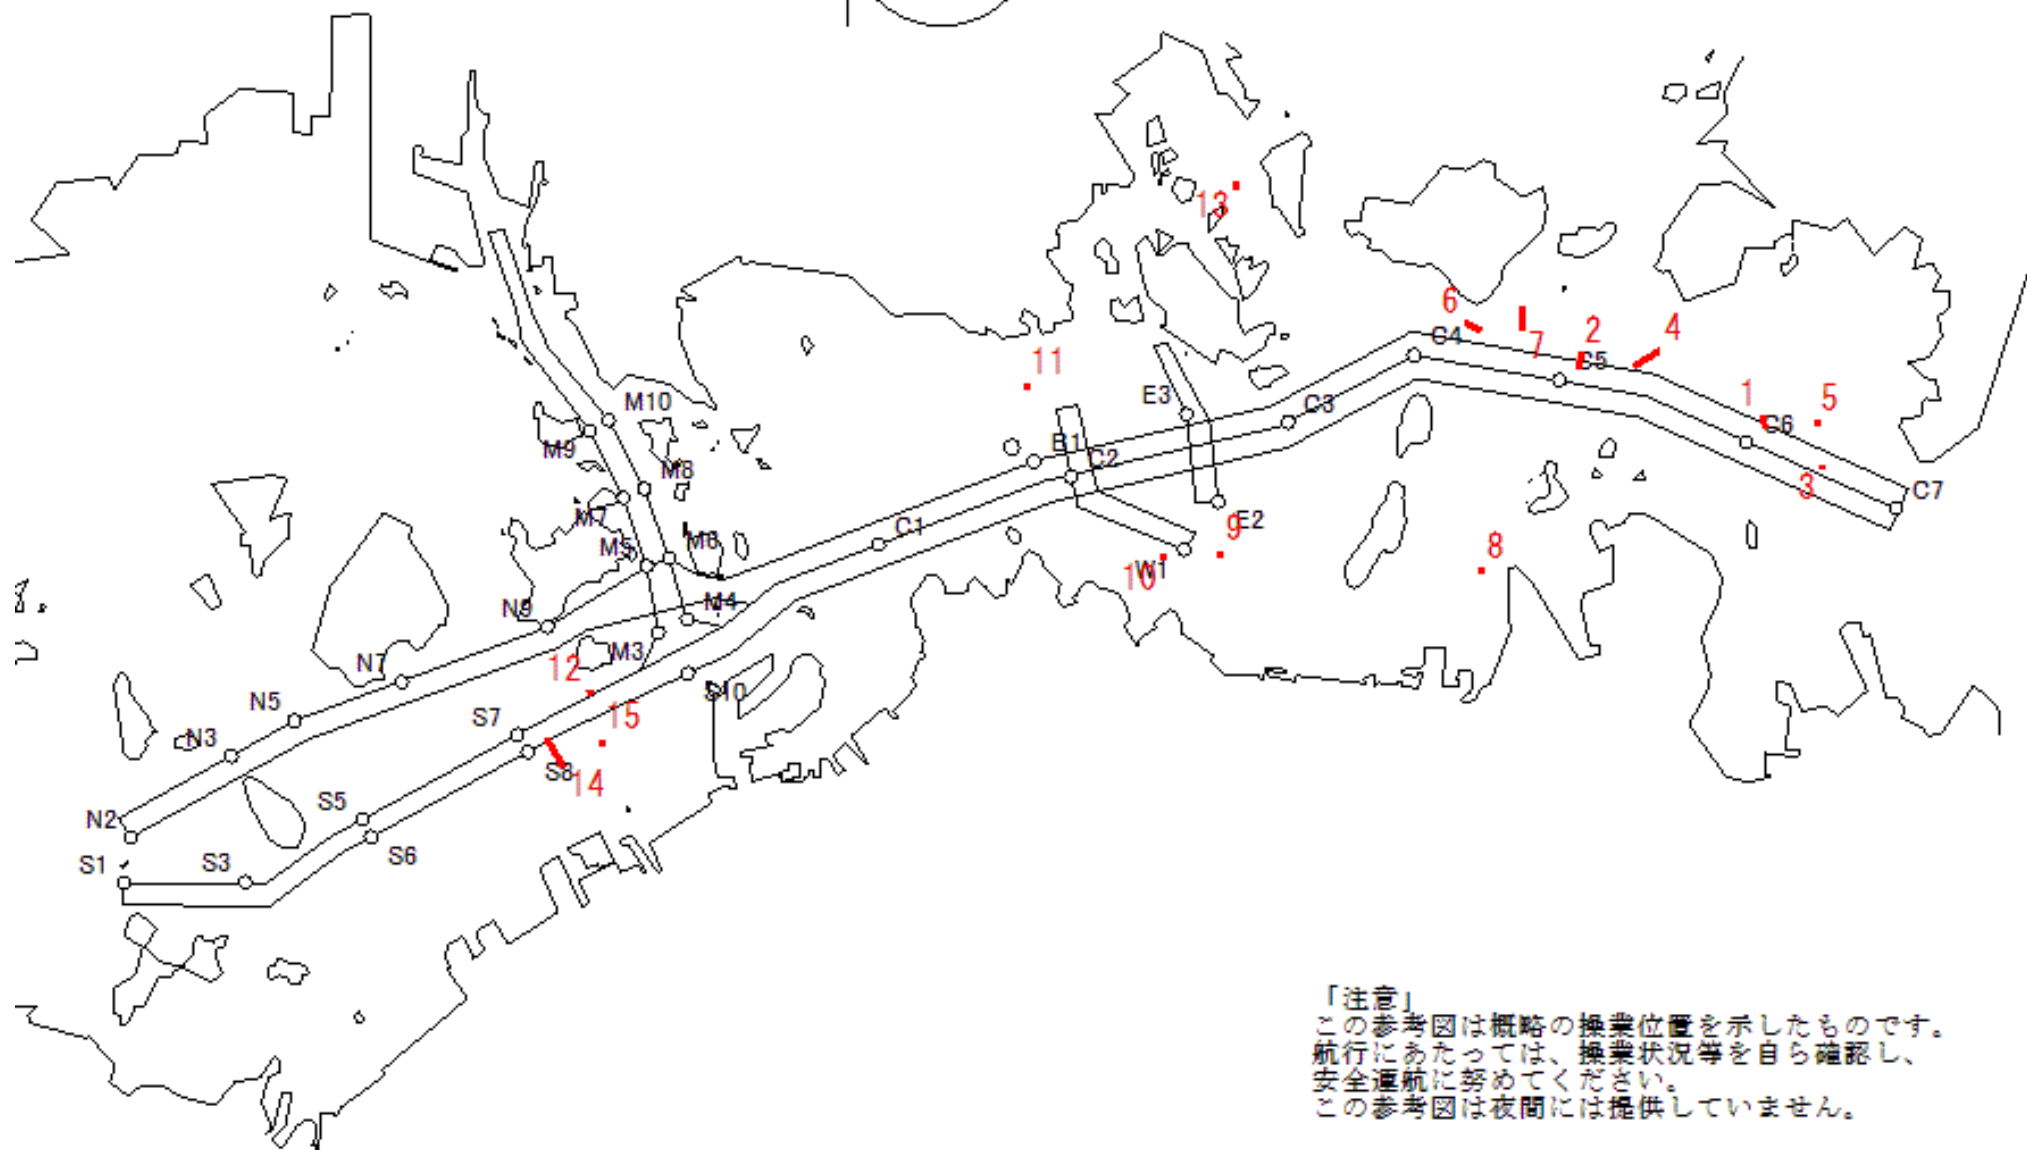 13
6
7
2
4
C4
C5
11
M10
E3
C3
1
5
C6
M9
M8
B1
C2
3
C7
M7
C1
E2
9
M5
M6
W1
10
8
N9
M4
12
M3
N7
S10
N5
S7
15
N3
S8
14
S5
N2
S6
S1
S3
「注意」
この参考図は概略の操業位置を示したものです。
航行にあたっては、操業状況等を自ら確認し、
安全運航に努めてください。
この参考図は夜間には提供していません。